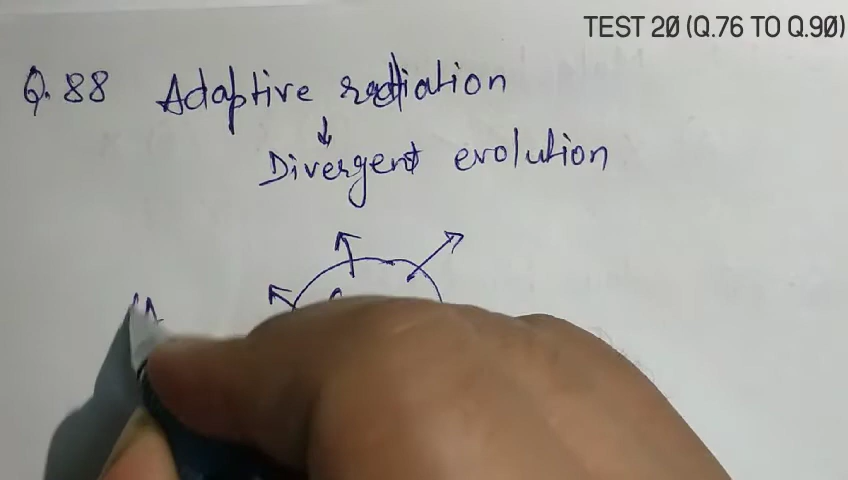 TEST 20 (Q.76 TO Q.90)
Q. 88 Adaptive radiation
Divergent evolution